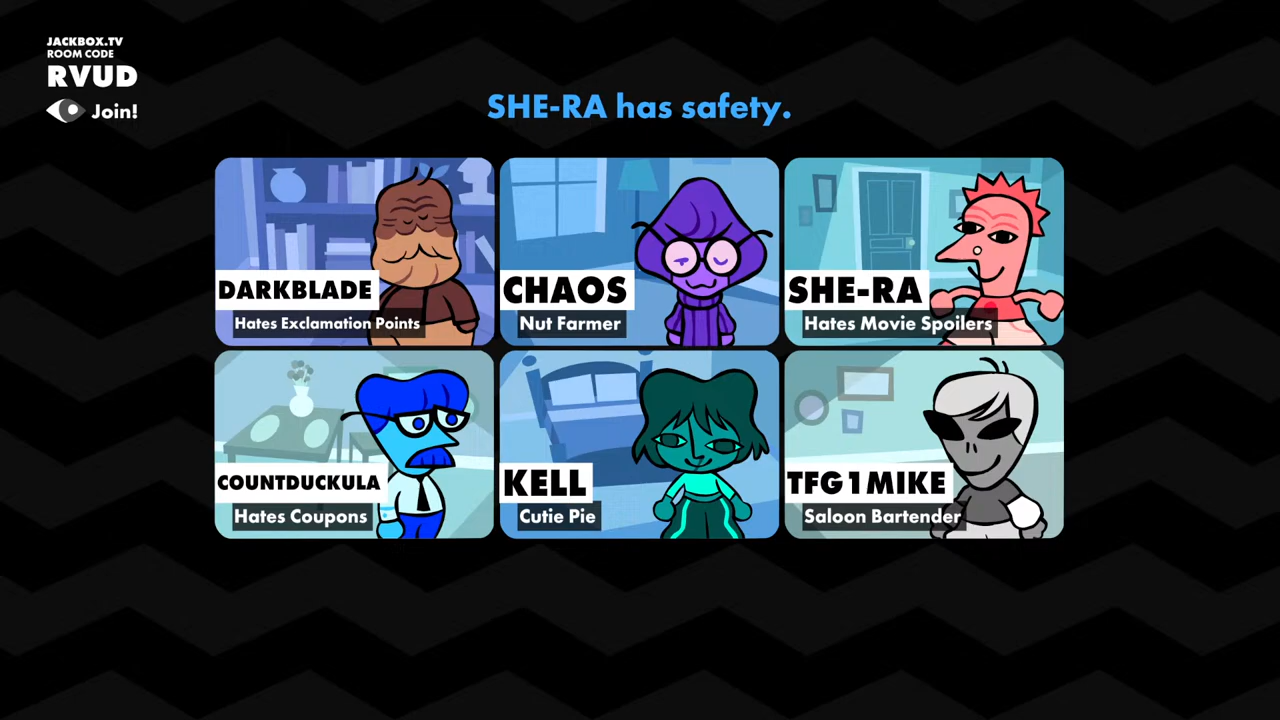 JACKBOX.TV
ROOM CODE
RVUD
Join!
SHE-RA has safety.
DARKBLADE
Hates Exclamation Points
CHAOS
Nut Farmer
SHE-RA
Hates Movie Spoilers
COUNTDUCKULA
Hates Coupons
KELL
Cutie Pie
TFG1MIKE
Saloon Bartender